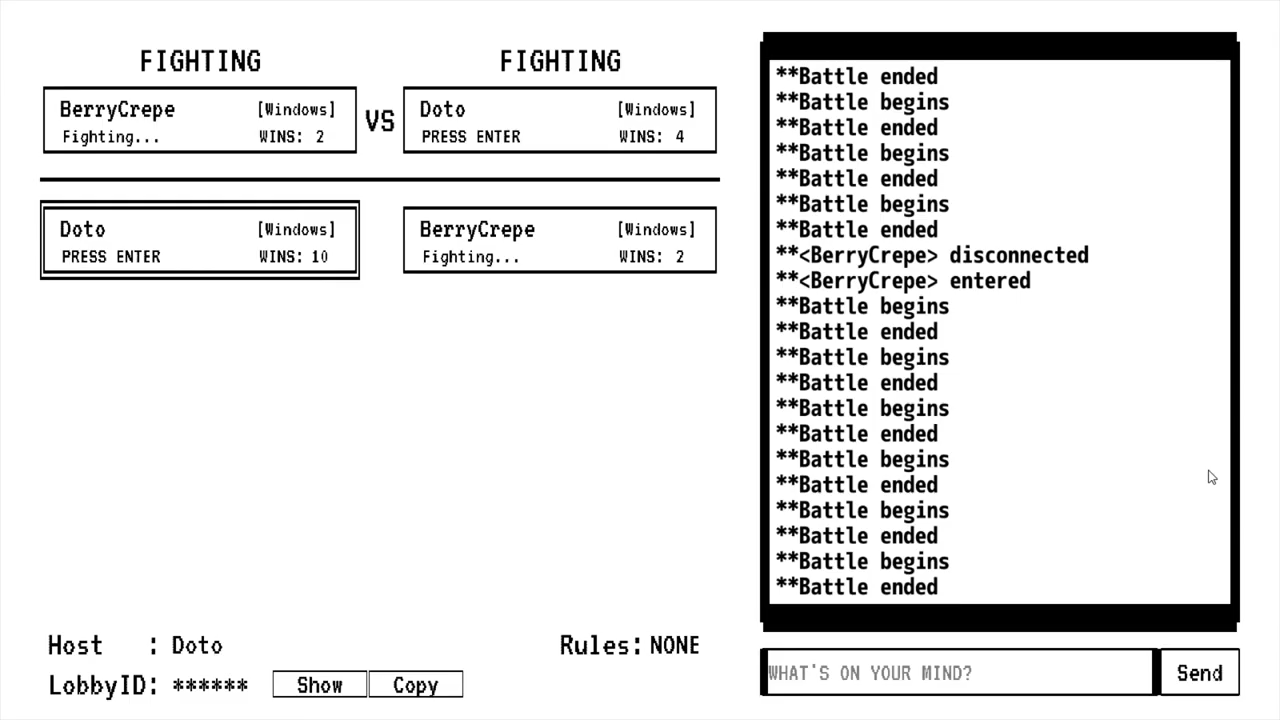 FIGHTING
FIGHTING
BerryCrepe [Windows]
Fighting... WINS: 2
VS
Doto [Windows]
PRESS ENTER WINS: 4
Doto [Windows]
PRESS ENTER WINS: 10
BerryCrepe [Windows]
Fighting... WINS: 2
Host : Doto
Rules: NONE
LobbyID: ****** Show Copy
**Battle ended
**Battle begins
**Battle ended
**Battle begins
**Battle ended
**Battle begins
**Battle ended
**<BerryCrepe> disconnected
**<BerryCrepe> entered
**Battle begins
**Battle ended
**Battle begins
**Battle ended
**Battle begins
**Battle ended
**Battle begins
**Battle ended
**Battle begins
**Battle ended
**Battle begins
**Battle ended
WHAT'S ON YOUR MIND? Send